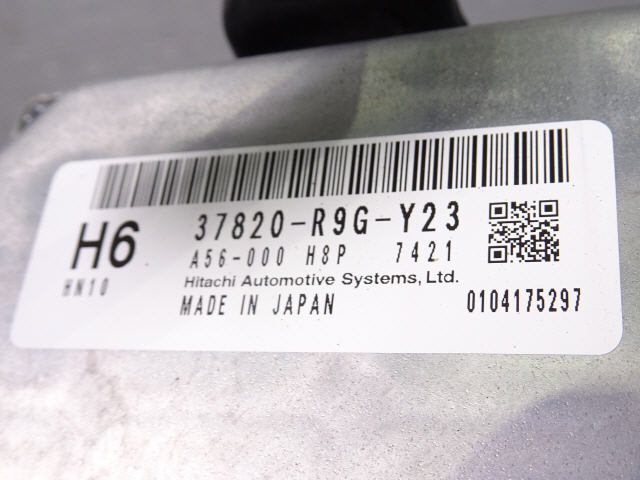 H6 37820-R9G-Y23
HN10 A56-000 H8P 7421
Hitachi Automotive Systems, Ltd.
MADE IN JAPAN 0104175297